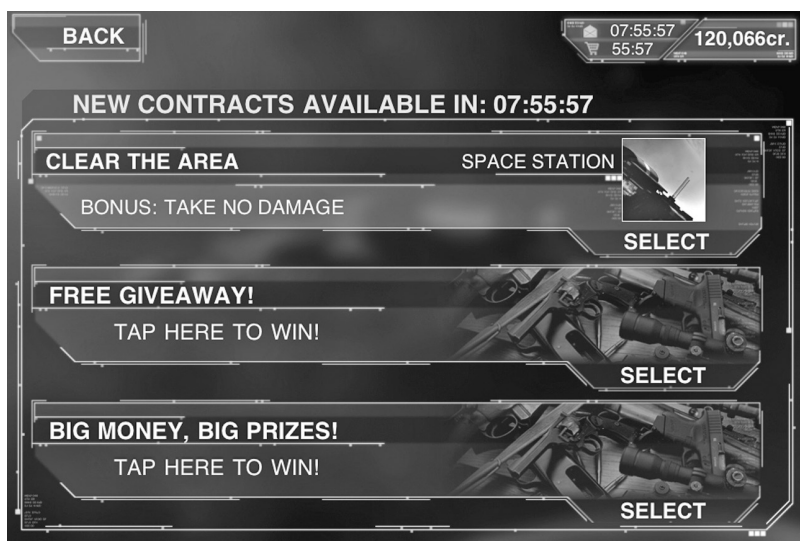 BACK
07:55:57
55:57
120,066cr.
NEW CONTRACTS AVAILABLE IN: 07:55:57
CLEAR THE AREA
SPACE STATION
BONUS: TAKE NO DAMAGE
SELECT
FREE GIVEAWAY!
TAP HERE TO WIN!
SELECT
BIG MONEY, BIG PRIZES!
TAP HERE TO WIN!
SELECT